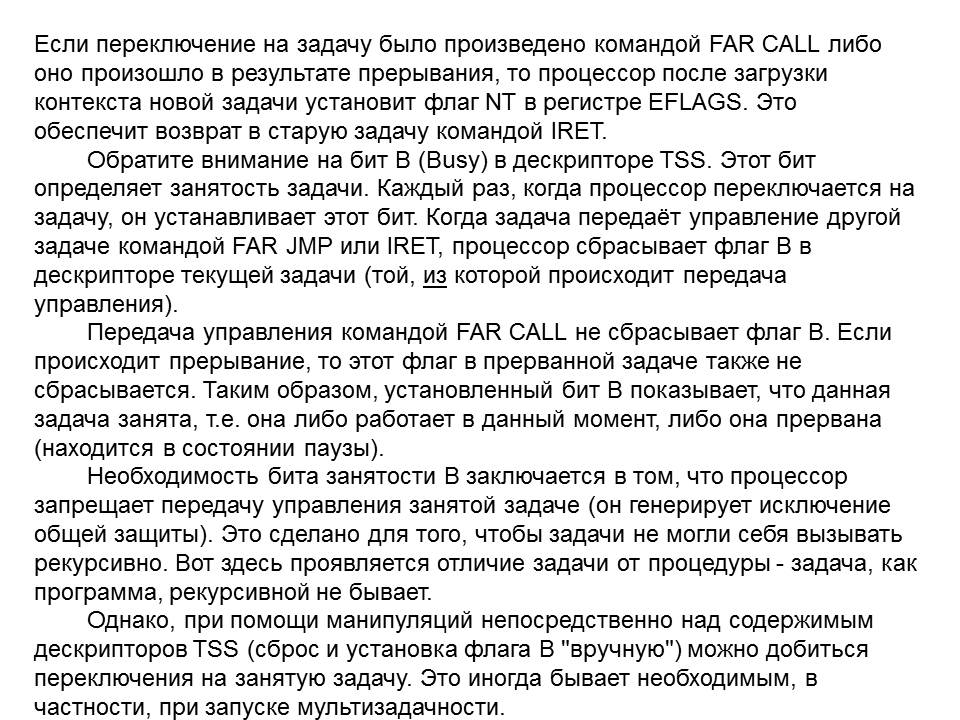 Если переключение на задачу было произведено командой FAR CALL либо
оно произошло в результате прерывания, то процессор после загрузки
контекста новой задачи установит флаг NT в регистре EFLAGS. Это
обеспечит возврат в старую задачу командой IRET.
Обратите внимание на бит B (Busy) в дескрипторе TSS. Этот бит
определяет занятость задачи. Каждый раз, когда процессор переключается на
задачу, он устанавливает этот бит. Когда задача передаёт управление другой
задаче командой FAR JMP или IRET, процессор сбрасывает флаг B в
дескрипторе текущей задачи (той, из которой происходит передача
управления).
Передача управления командой FAR CALL не сбрасывает флаг B. Если
происходит прерывание, то этот флаг в прерванной задаче также не
сбрасывается. Таким образом, установленный бит B показывает, что данная
задача занята, т.е. она либо работает в данный момент, либо она прервана
(находится в состоянии паузы).
Необходимость бита занятости B заключается в том, что процессор
запрещает передачу управления занятой задаче (он генерирует исключение
общей защиты). Это сделано для того, чтобы задачи не могли себя вызывать
рекурсивно. Вот здесь проявляется отличие задачи от процедуры - задача, как
программа, рекурсивной не бывает.
Однако, при помощи манипуляций непосредственно над содержимым
дескрипторов TSS (сброс и установка флага B "вручную") можно добиться
переключения на занятую задачу. Это иногда бывает необходимым, в
частности, при запуске мультизадачности.